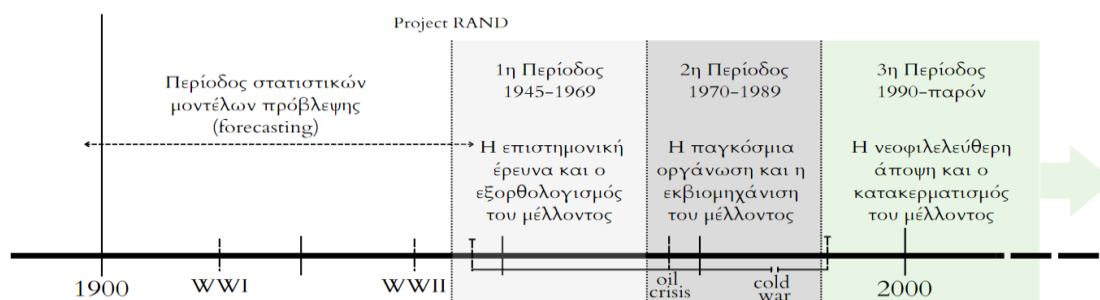 Project RAND
Περίοδος στατιστικών
μοντέλων πρόβλεψης
(forecasting)
1η Περίοδος
1945-1969
Η επιστημονική
έρευνα και ο
εξορθολογισμός
του μέλλοντος
2η Περίοδος
1970-1989
Η παγκόσμια
οργάνωση και η
εκβιομηχάνιση
του μέλλοντος
3η Περίοδος
1990-παρόν
Η νεοφιλελεύθερη
άποψη και ο
κατακερματισμός
του μέλλοντος
1900
WWI
WWII
oil
crisis
cold
war
2000